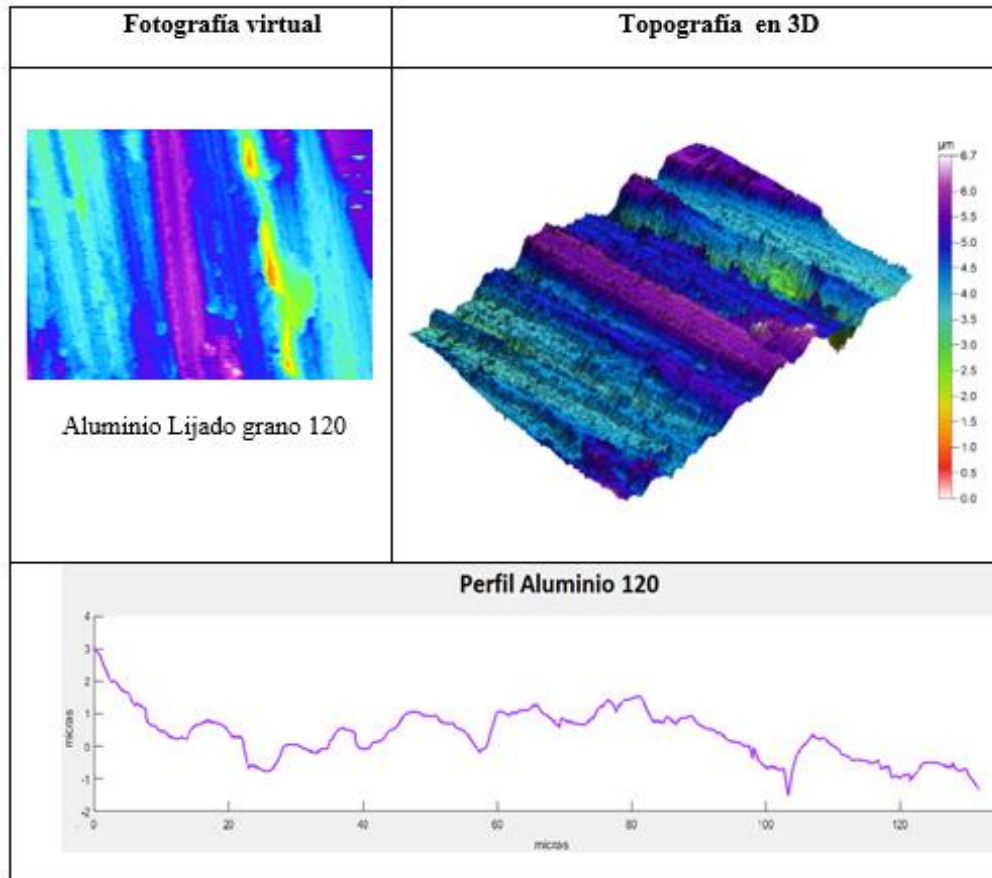 Fotografía virtual
Topografía en 3D
Aluminio Lijado grano 120
µm
6.7
6.0
5.5
5.0
4.5
4.0
3.5
3.0
2.5
2.0
1.5
1.0
0.5
0.0
Perfil Aluminio 120
micras
4
3
2
1
0
-1
-2
0 20 40 60 80 100 120
micras